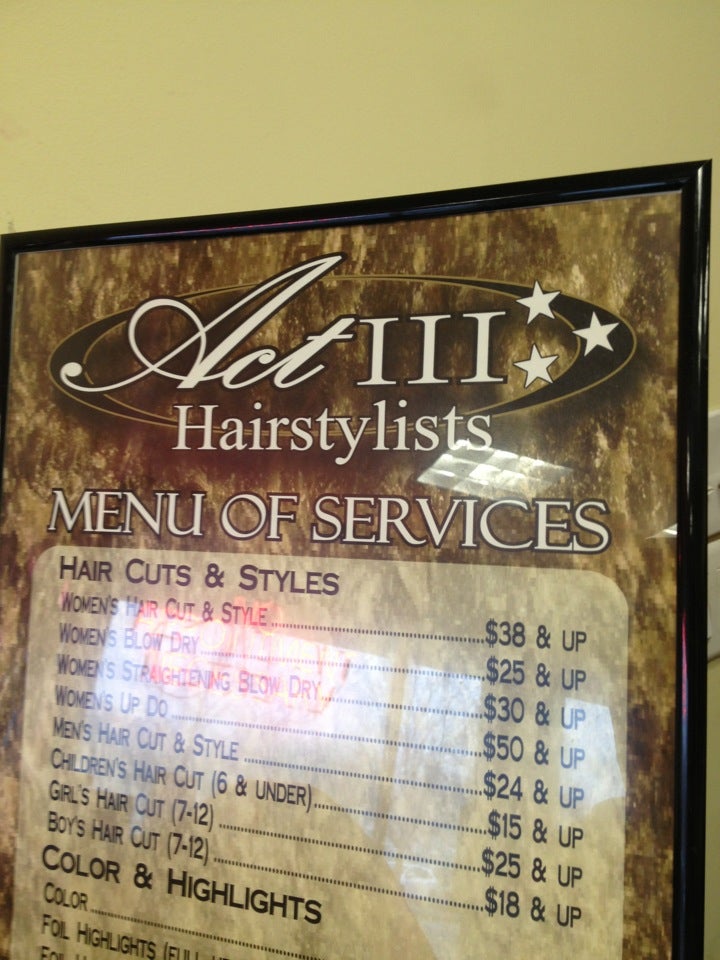 Act III
Hairstylists
MENU OF SERVICES
HAIR CUTS & STYLES
WOMEN'S HAIR CUT & STYLE $38 & UP
WOMEN'S BLOW DRY $25 & UP
WOMEN'S STRAIGHTENING BLOW DRY $30 & UP
WOMEN'S UP DO $50 & UP
MEN'S HAIR CUT & STYLE $24 & UP
CHILDREN'S HAIR CUT (6 & UNDER) $15 & UP
GIRL'S HAIR CUT (7-12) $25 & UP
BOY'S HAIR CUT (7-12) $18 & UP
COLOR & HIGHLIGHTS
COLOR
FOIL HIGHLIGHTS
FOIL